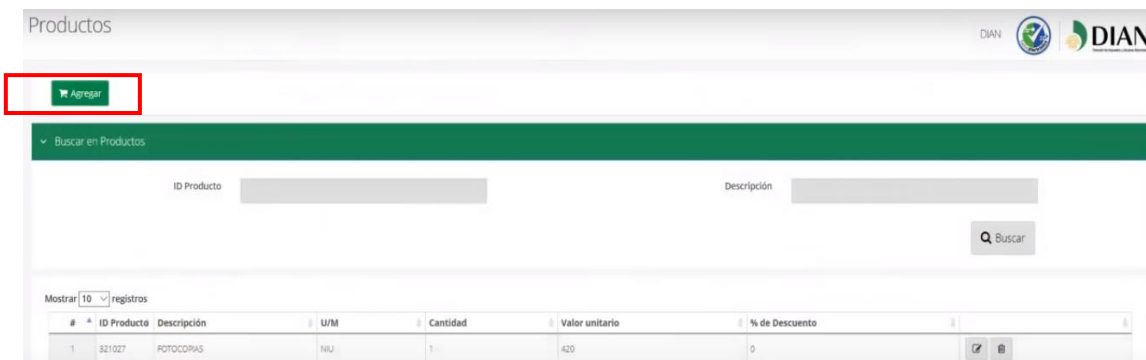 Productos
DIAN
DIAN
Agregar
Buscar en Productos
ID Producto
Descripción
Buscar
Mostrar 10 registros
# ID Producto Descripción U/M Cantidad Valor unitario % de Descuento
1 321027 FOTOCOPIAS NIU 1 420 0